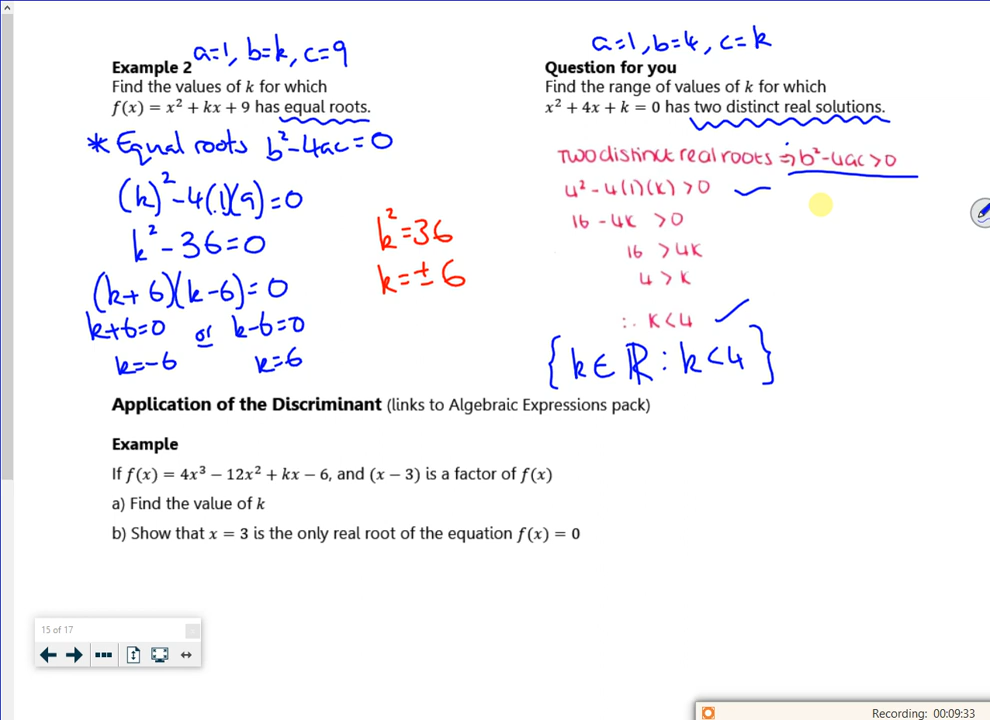 a=1, b=k, c=9
Example 2
Find the values of k for which
f(x) = x² + kx + 9 has equal roots.
* Equal roots b²-4ac=0
(k)²-4(1)(9)=0
k²-36=0
(k+6)(k-6)=0
k+6=0 or k-6=0
k=-6 k=6
k²=36
k=±6
a=1, b=4, c=k
Question for you
Find the range of values of k for which
x² + 4x + k = 0 has two distinct real solutions.
Two distinct real roots ⇒ b²-4ac>0
4²-4(1)(k)>0
16-4k >0
16 >4k
4>k
∴ k<4
{k∈ℝ : k<4}
Application of the Discriminant (links to Algebraic Expressions pack)
Example
If f(x) = 4x³ − 12x² + kx − 6, and (x − 3) is a factor of f(x)
a) Find the value of k
b) Show that x = 3 is the only real root of the equation f(x) = 0
15 of 17
Recording: 00:09:33